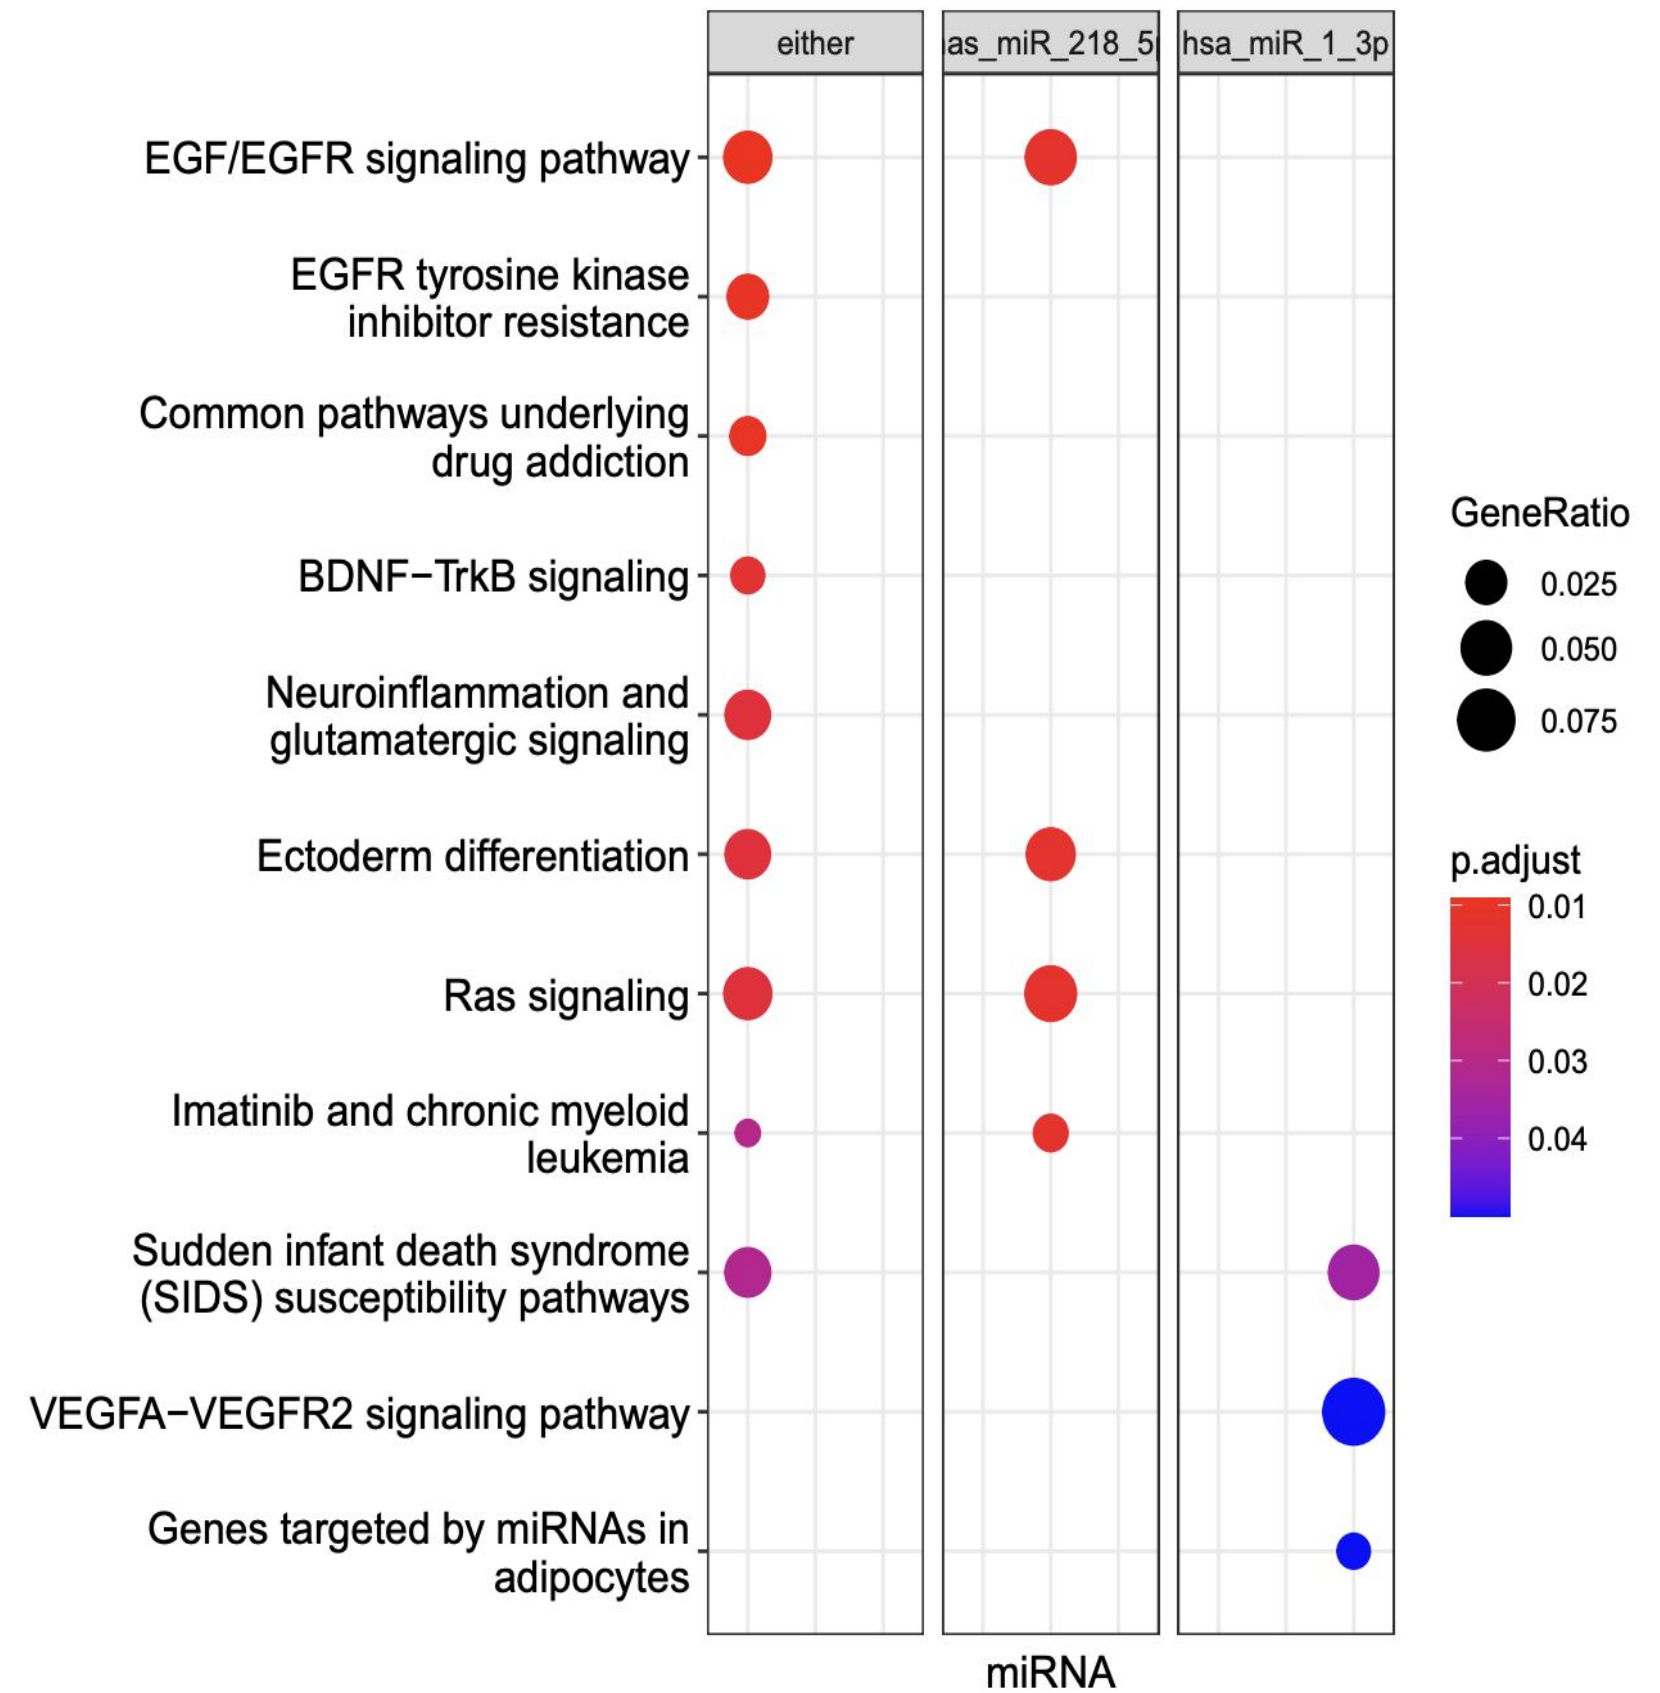 either
as_miR_218_5p
hsa_miR_1_3p
EGF/EGFR signaling pathway
EGFR tyrosine kinase
inhibitor resistance
Common pathways underlying
drug addiction
BDNF−TrkB signaling
Neuroinflammation and
glutamatergic signaling
Ectoderm differentiation
Ras signaling
Imatinib and chronic myeloid
leukemia
Sudden infant death syndrome
(SIDS) susceptibility pathways
VEGFA−VEGFR2 signaling pathway
Genes targeted by miRNAs in
adipocytes
miRNA
GeneRatio
0.025
0.050
0.075
p.adjust
0.01
0.02
0.03
0.04